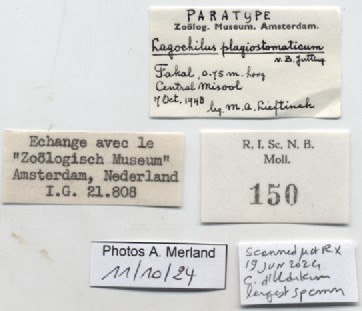 PARATYPE
Zoölog. Museum. Amsterdam.
Lagochilus plagiostomaticum
v. B. Jutting
Fakal, 0-75 m. hoog
Central Misool
7 Oct. 1948
leg. M. A. Lieftinck
Echange avec le
"Zoölogisch Museum"
Amsterdam, Nederland
I.G. 21.808
R. I. Sc. N. B.
Moll.
150
Photos A. Merland
11/10/24
Scanned µct RX
19 JUN 2024
largest specimen